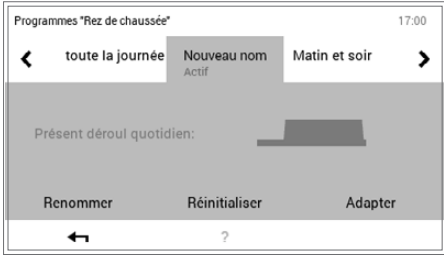 Programmes "Rez de chaussée" 17:00
toute la journée Nouveau nom Matin et soir
Actif
Présent déroul quotidien:
Renommer Réinitialiser Adapter
?